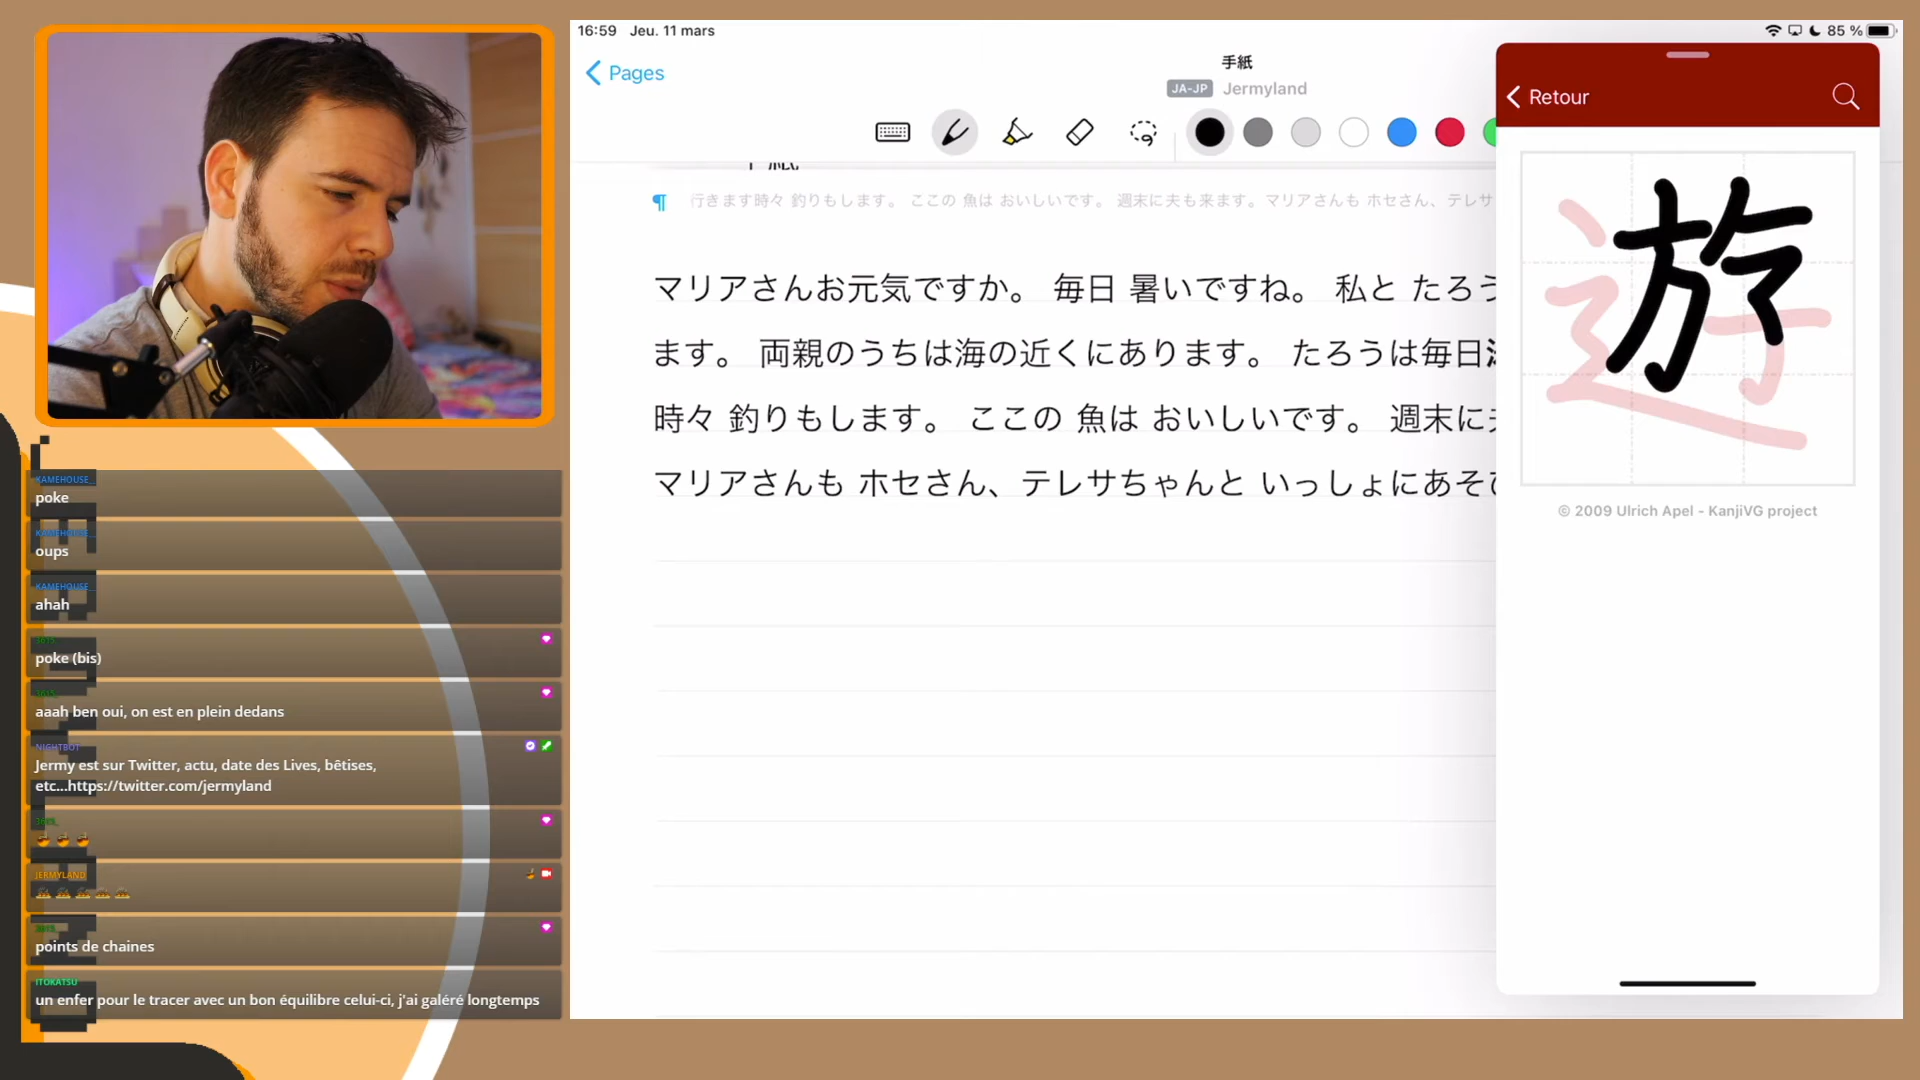 16:59 Jeu. 11 mars
85 %
Pages
手紙
JA-JP Jermyland
行きます時々 釣りもします。 ここの 魚は おいしいです。 週末に夫も来ます。マリアさんも ホセさん、テレサ
マリアさんお元気ですか。 毎日 暑いですね。 私と たろう
ます。 両親のうちは海の近くにあります。 たろうは毎日
時々 釣りもします。 ここの 魚は おいしいです。 週末に
マリアさんも ホセさん、テレサちゃんと いっしょにあそ
Retour
遊
© 2009 Ulrich Apel - KanjiVG project
KAMEHOUSE_
poke
KAMEHOUSE_
oups
KAMEHOUSE_
ahah
poke (bis)
aaah ben oui, on est en plein dedans
NIGHTBOT
Jermy est sur Twitter, actu, date des Lives, bêtises,
etc...https://twitter.com/jermyland
JERMYLAND
points de chaines
ITOKATSU
un enfer pour le tracer avec un bon équilibre celui-ci, j'ai galéré longtemps